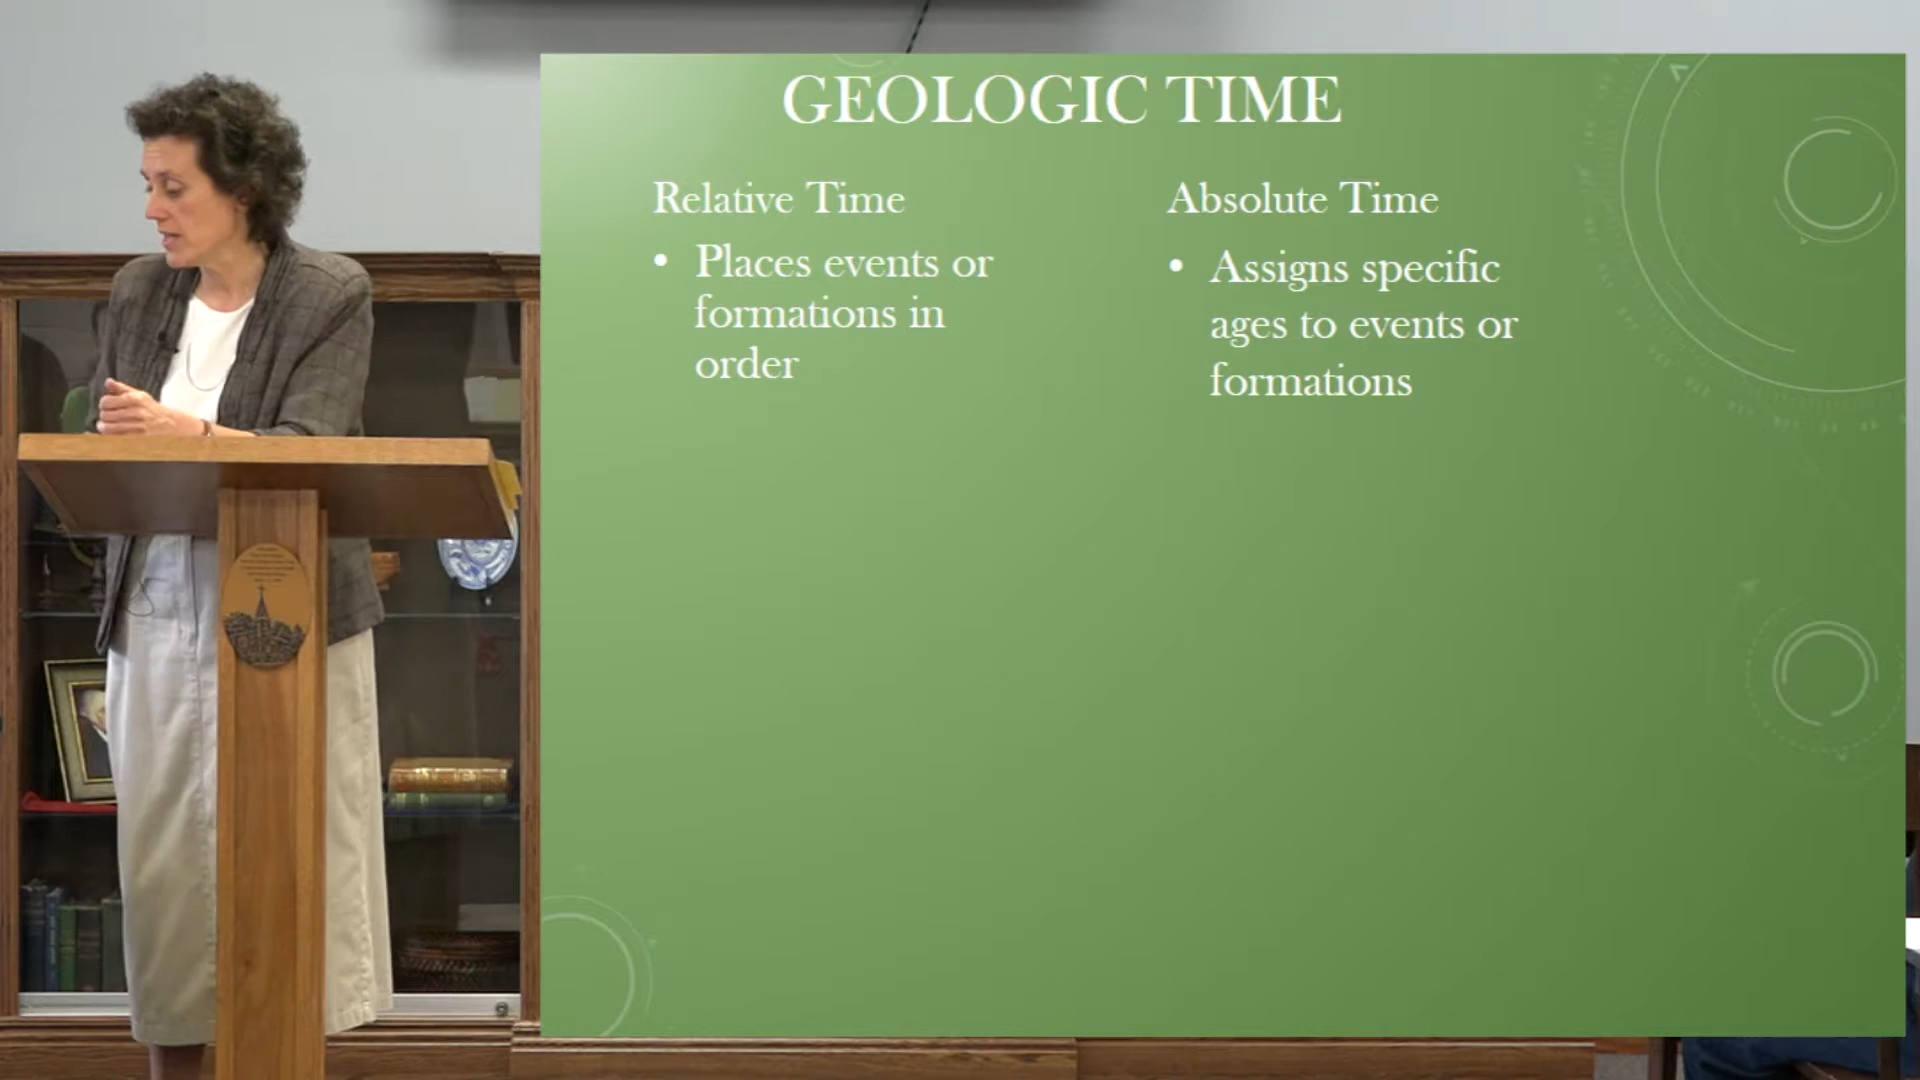 GEOLOGIC TIME
Relative Time
• Places events or
formations in
order
Absolute Time
• Assigns specific
ages to events or
formations